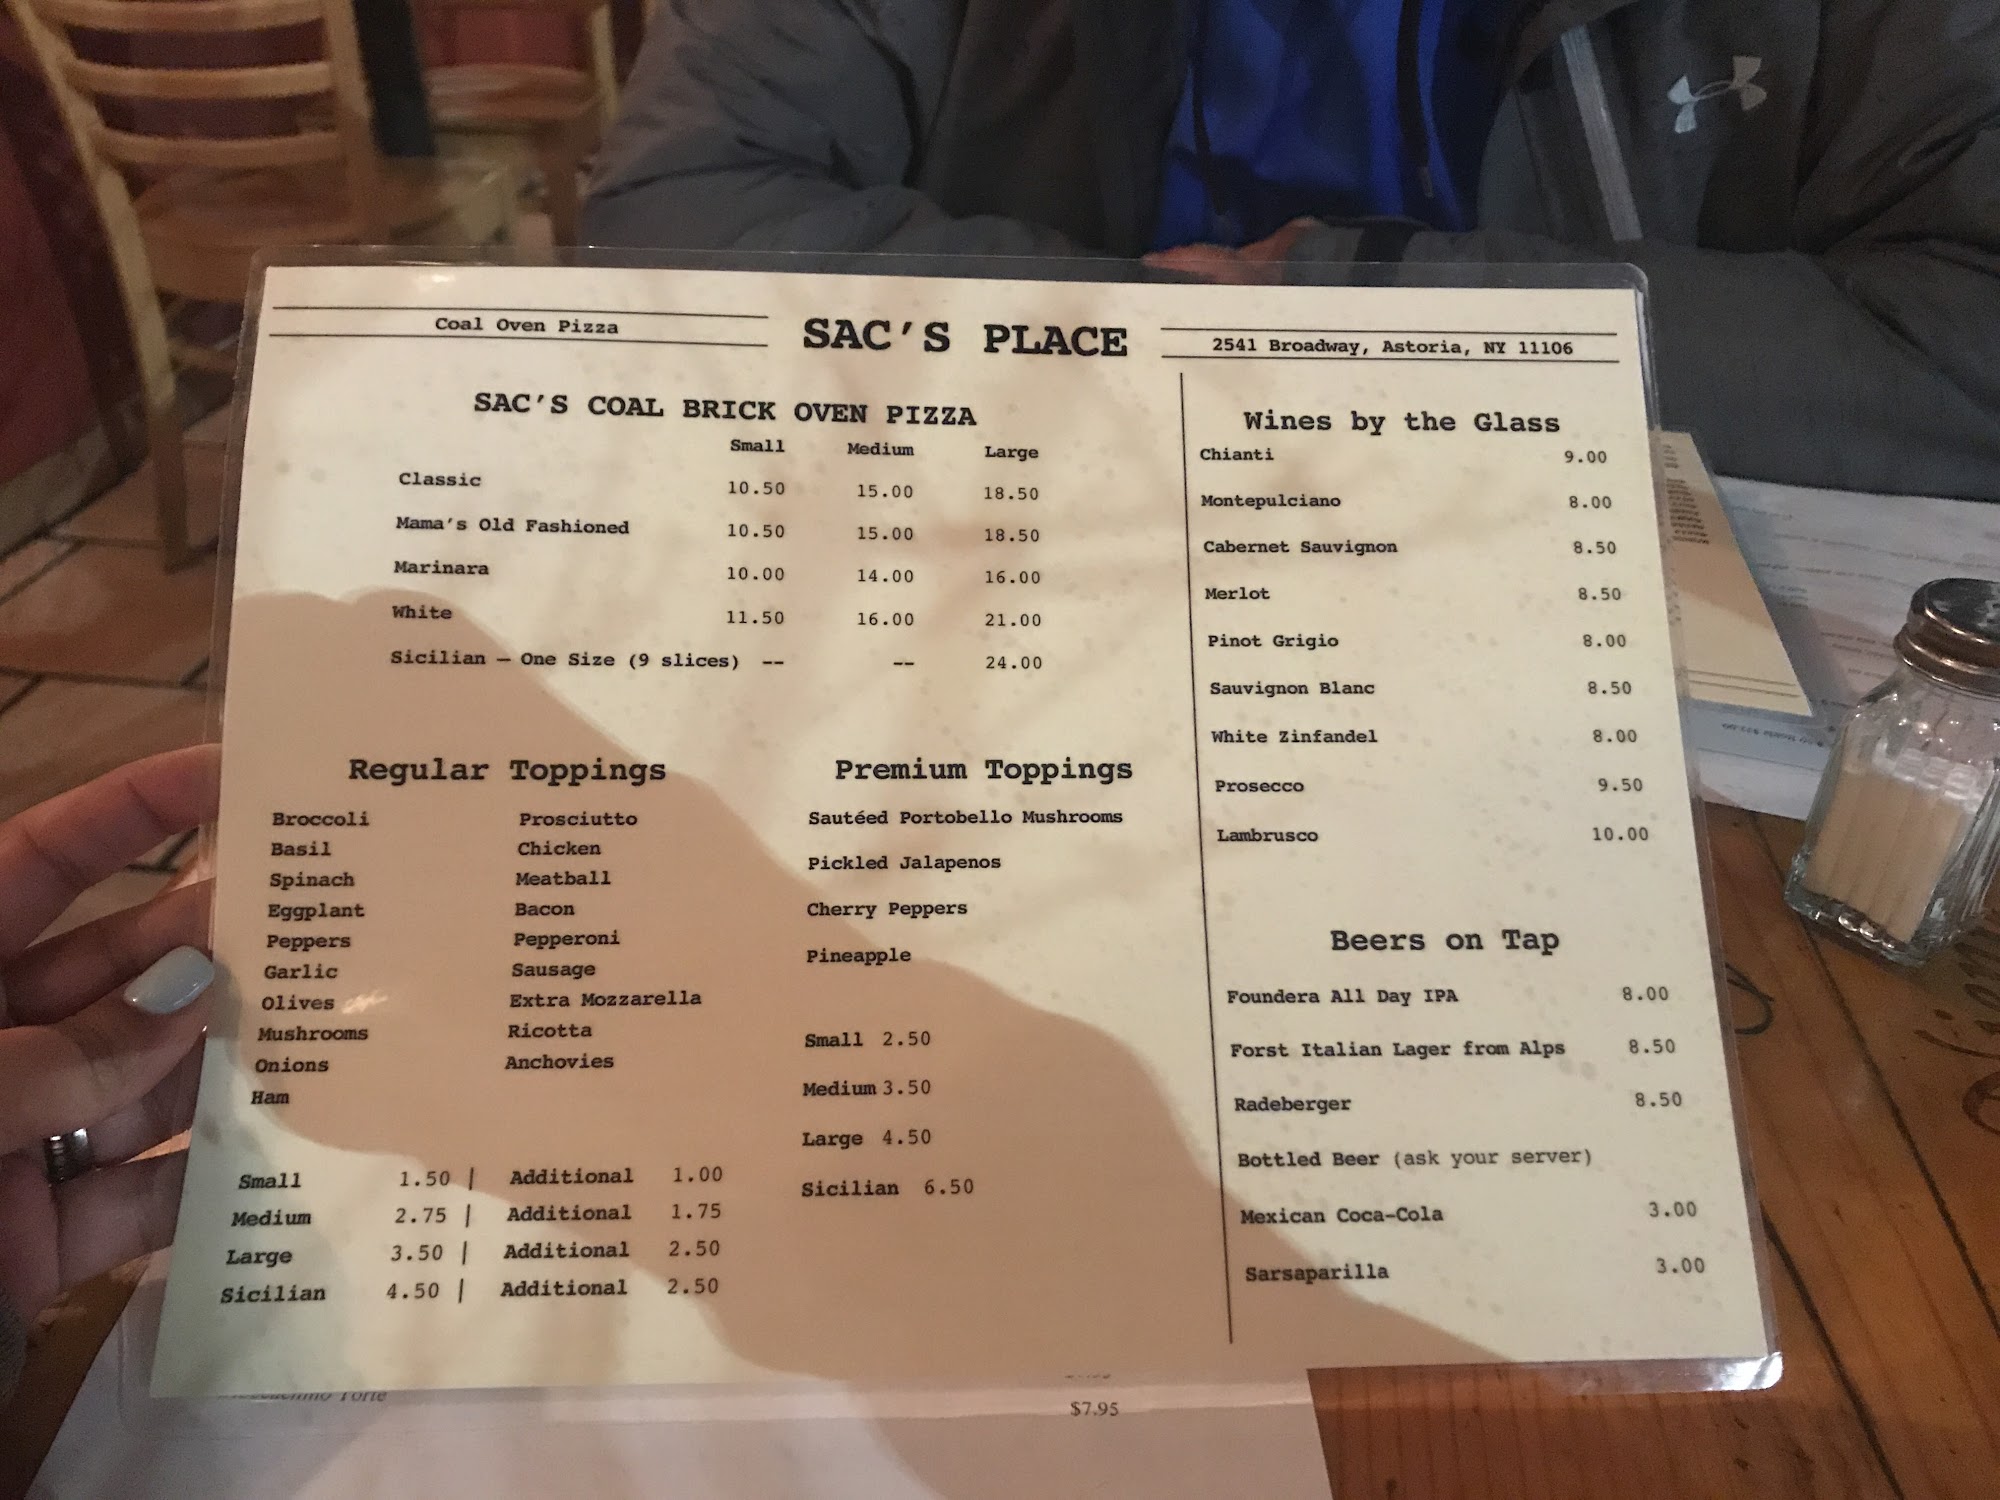 Coal Oven Pizza
SAC'S PLACE
2541 Broadway, Astoria, NY 11106
SAC'S COAL BRICK OVEN PIZZA
Small Medium Large
Classic 10.50 15.00 18.50
Mama's Old Fashioned 10.50 15.00 18.50
Marinara 10.00 14.00 16.00
White 11.50 16.00 21.00
Sicilian – One Size (9 slices) -- -- 24.00
Regular Toppings
Broccoli Prosciutto
Basil Chicken
Spinach Meatball
Eggplant Bacon
Peppers Pepperoni
Garlic Sausage
Olives Extra Mozzarella
Mushrooms Ricotta
Onions Anchovies
Ham
Small 1.50 | Additional 1.00
Medium 2.75 | Additional 1.75
Large 3.50 | Additional 2.50
Sicilian 4.50 | Additional 2.50
Premium Toppings
Sautéed Portobello Mushrooms
Pickled Jalapenos
Cherry Peppers
Pineapple
Small 2.50
Medium 3.50
Large 4.50
Sicilian 6.50
Wines by the Glass
Chianti 9.00
Montepulciano 8.00
Cabernet Sauvignon 8.50
Merlot 8.50
Pinot Grigio 8.00
Sauvignon Blanc 8.50
White Zinfandel 8.00
Prosecco 9.50
Lambrusco 10.00
Beers on Tap
Foundera All Day IPA 8.00
Forst Italian Lager from Alps 8.50
Radeberger 8.50
Bottled Beer (ask your server)
Mexican Coca-Cola 3.00
Sarsaparilla 3.00
Torte
$7.95